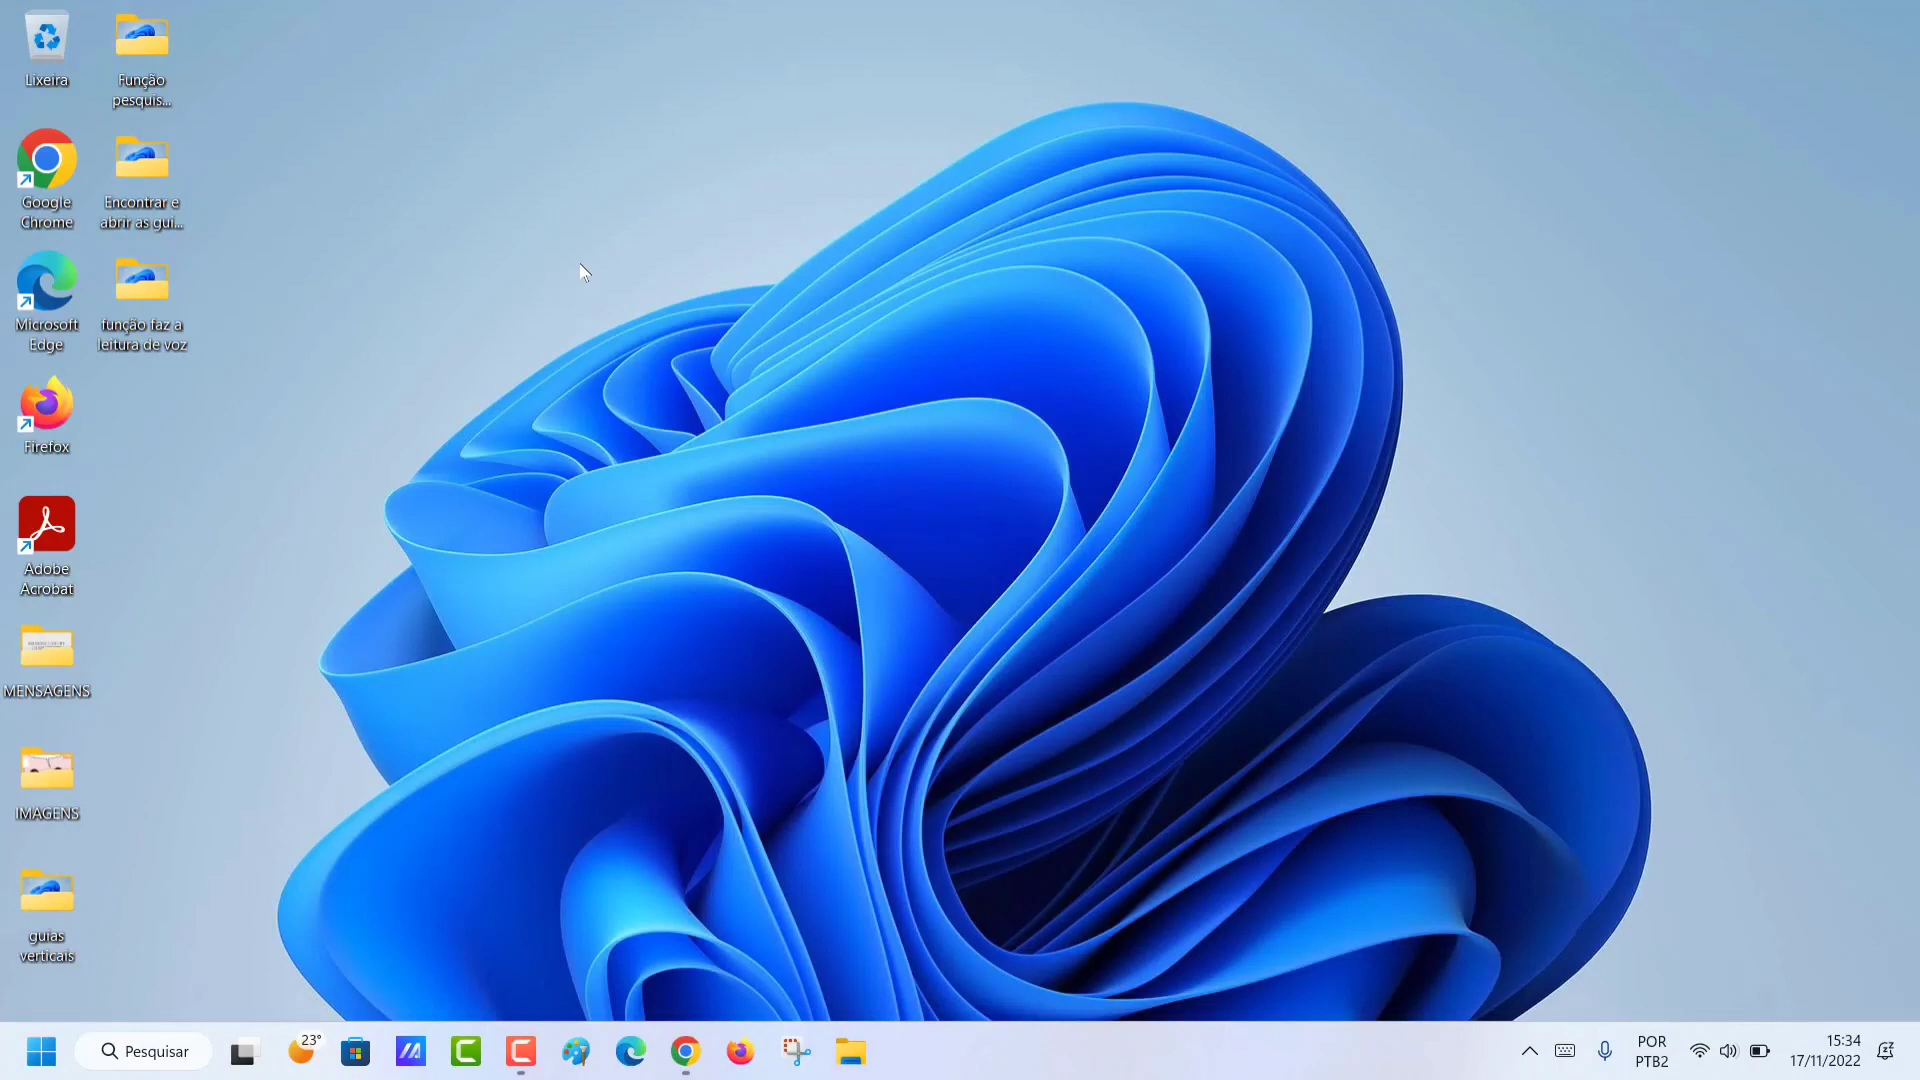 Lixeira
Função
pesquis...
Google
Chrome
Encontrar e
abrir as gui...
Microsoft
Edge
função faz a
leitura de voz
Firefox
Adobe
Acrobat
MENSAGENS
IMAGENS
guias
verticais
Pesquisar
23°
POR
PTB2
15:34
17/11/2022